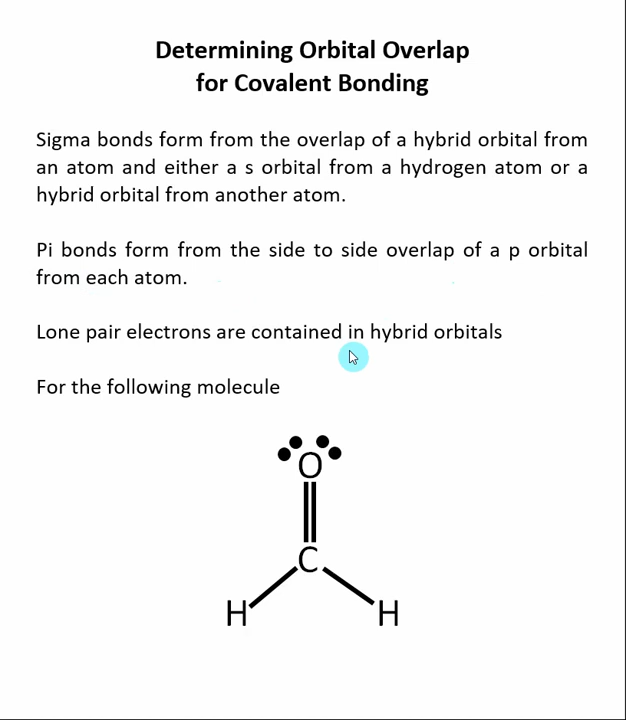 Determining Orbital Overlap
for Covalent Bonding
Sigma bonds form from the overlap of a hybrid orbital from
an atom and either a s orbital from a hydrogen atom or a
hybrid orbital from another atom.
Pi bonds form from the side to side overlap of a p orbital
from each atom.
Lone pair electrons are contained in hybrid orbitals
For the following molecule
O
C
H H